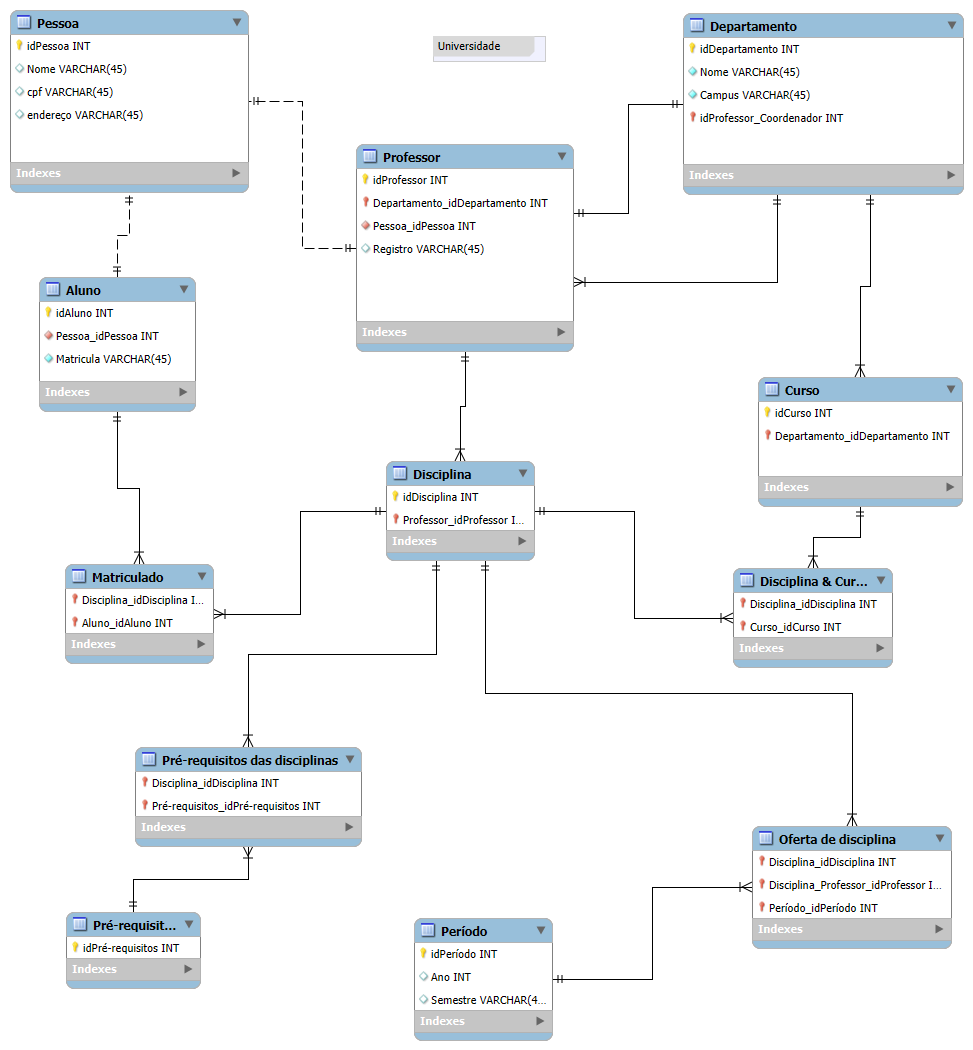 Pessoa
idPessoa INT
Nome VARCHAR(45)
cpf VARCHAR(45)
endereço VARCHAR(45)
Indexes
Universidade
Departamento
idDepartamento INT
Nome VARCHAR(45)
Campus VARCHAR(45)
idProfessor_Coordenador INT
Indexes
Professor
idProfessor INT
Departamento_idDepartamento INT
Pessoa_idPessoa INT
Registro VARCHAR(45)
Indexes
Aluno
idAluno INT
Pessoa_idPessoa INT
Matricula VARCHAR(45)
Indexes
Curso
idCurso INT
Departamento_idDepartamento INT
Indexes
Disciplina
idDisciplina INT
Professor_idProfessor I...
Indexes
Matriculado
Disciplina_idDisciplina I...
Aluno_idAluno INT
Indexes
Disciplina & Cur...
Disciplina_idDisciplina INT
Curso_idCurso INT
Indexes
Pré-requisitos das disciplinas
Disciplina_idDisciplina INT
Pré-requisitos_idPré-requisitos INT
Indexes
Oferta de disciplina
Disciplina_idDisciplina INT
Disciplina_Professor_idProfessor I...
Período_idPeríodo INT
Indexes
Pré-requisit...
idPré-requisitos INT
Indexes
Período
idPeríodo INT
Ano INT
Semestre VARCHAR(4...
Indexes